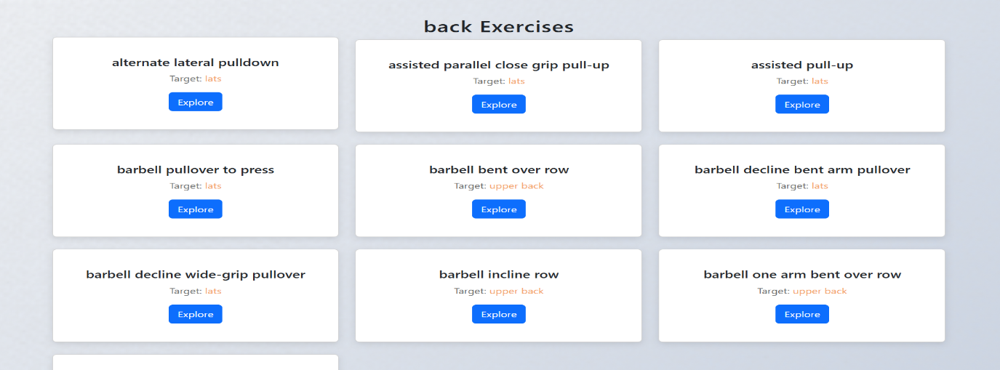 back Exercises
alternate lateral pulldown
Target: lats
Explore
assisted parallel close grip pull-up
Target: lats
Explore
assisted pull-up
Target: lats
Explore
barbell pullover to press
Target: lats
Explore
barbell bent over row
Target: upper back
Explore
barbell decline bent arm pullover
Target: lats
Explore
barbell decline wide-grip pullover
Target: lats
Explore
barbell incline row
Target: upper back
Explore
barbell one arm bent over row
Target: upper back
Explore